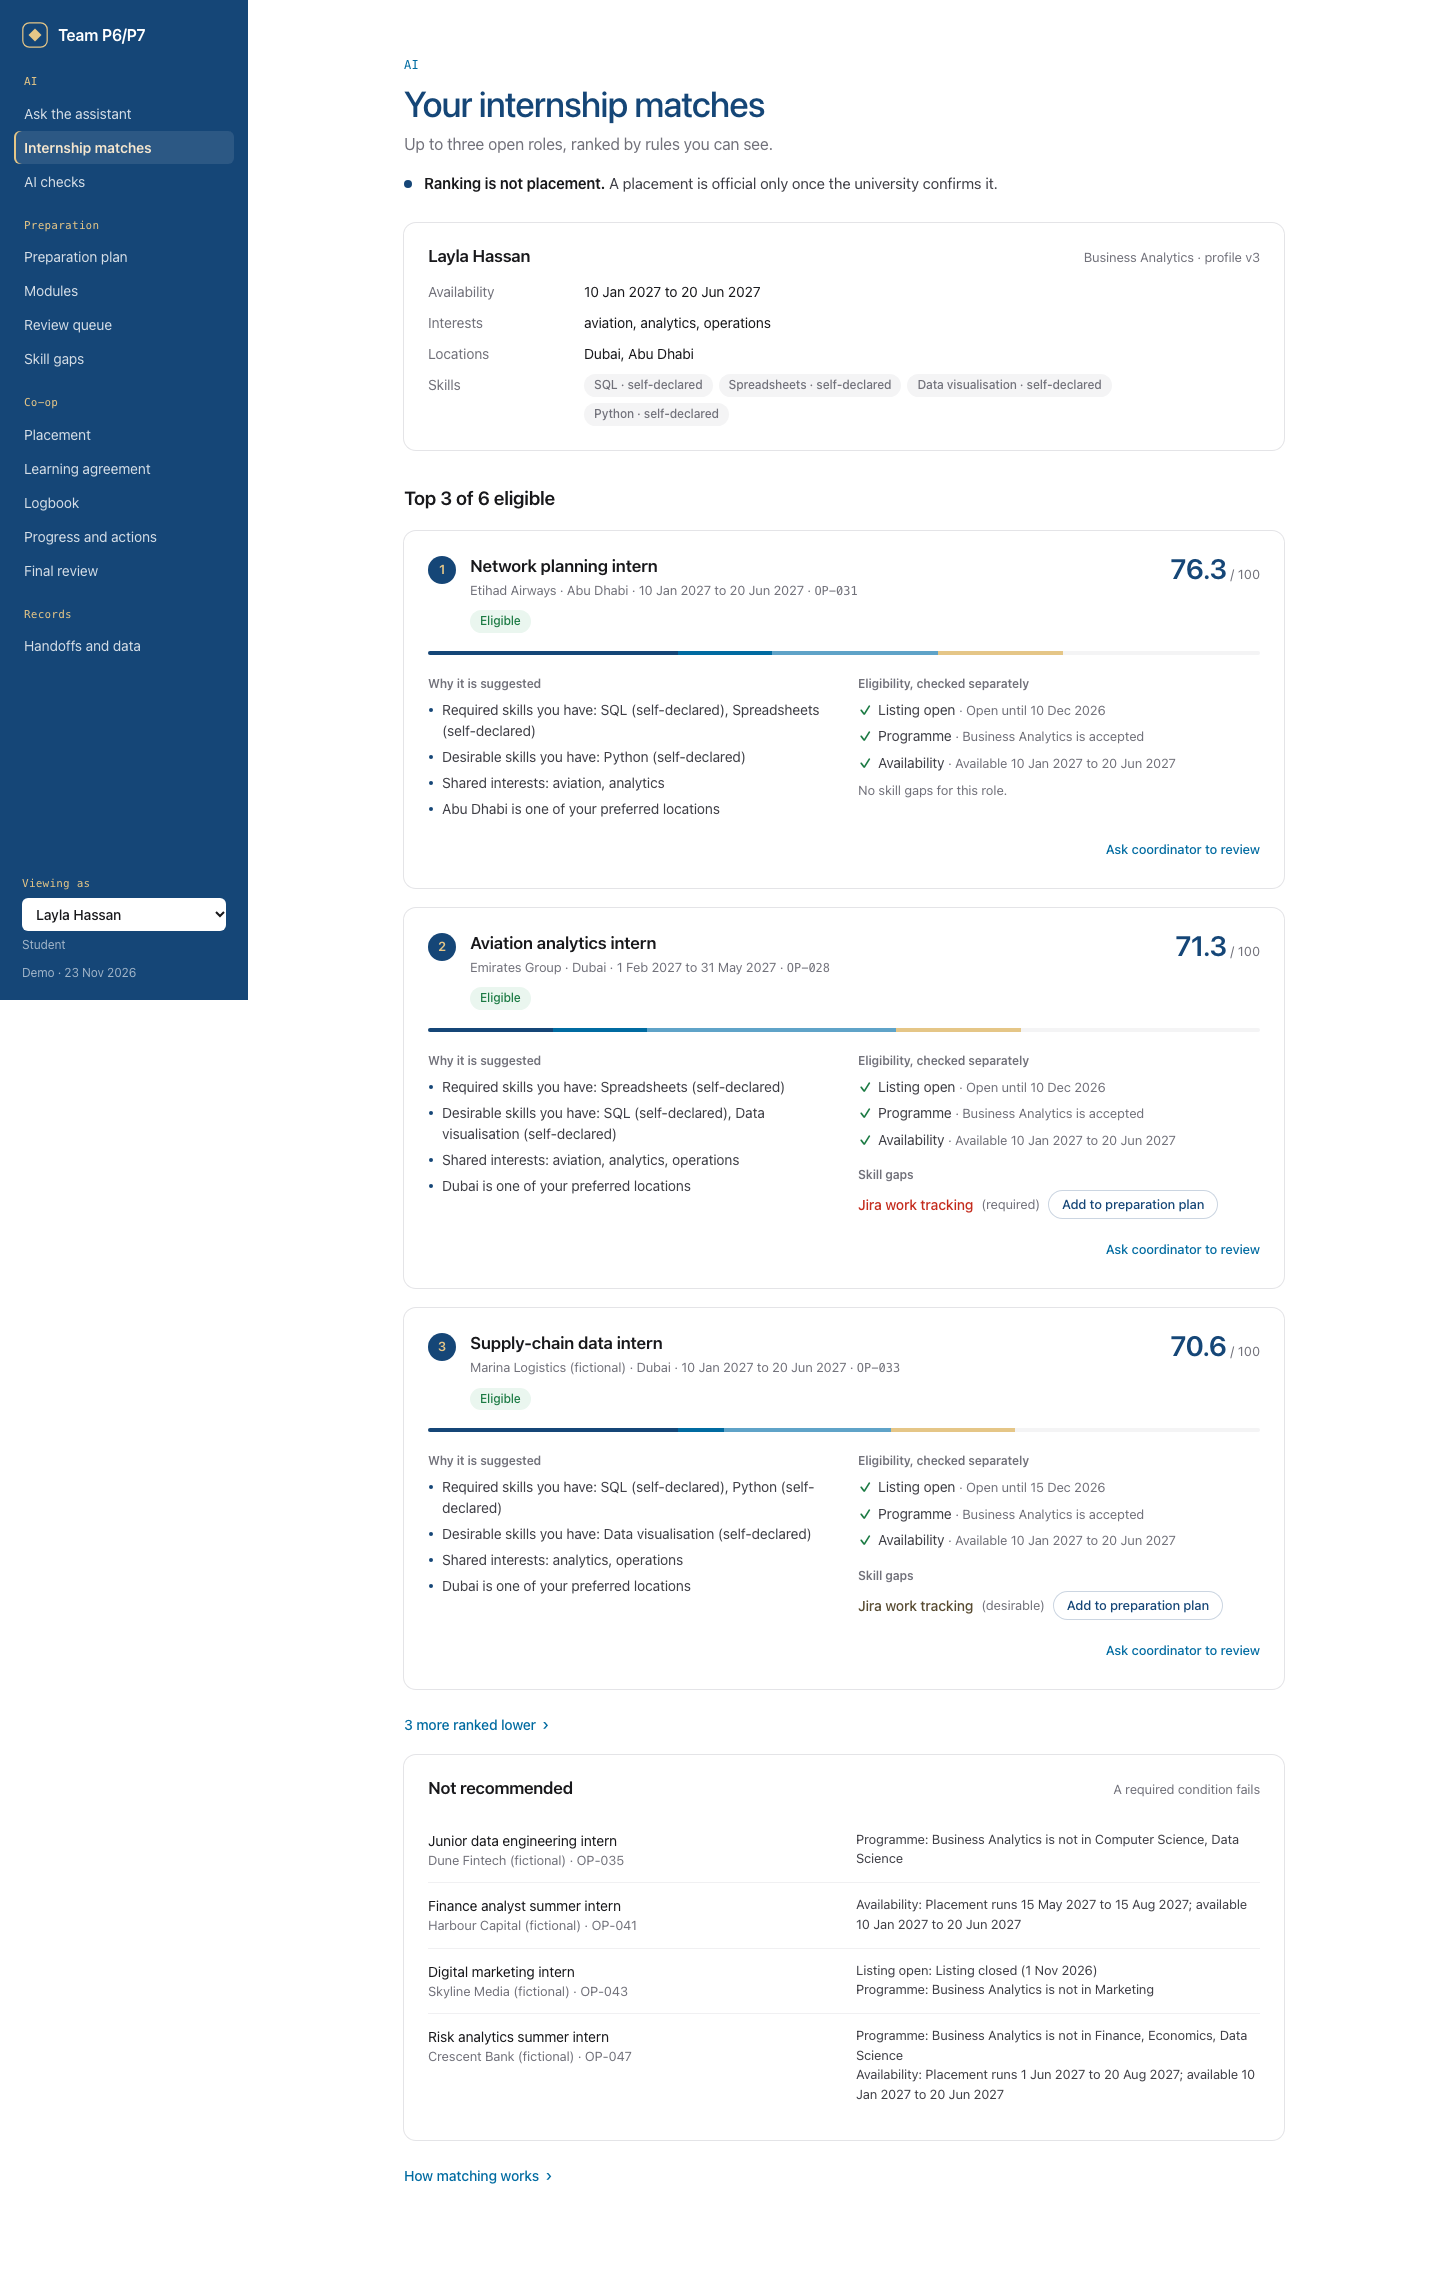 Team P6/P7
AI
Ask the assistant
Internship matches
AI checks
Preparation
Preparation plan
Modules
Review queue
Skill gaps
Co-op
Placement
Learning agreement
Logbook
Progress and actions
Final review
Records
Handoffs and data
Viewing as
Layla Hassan
Student
Demo · 23 Nov 2026
AI
Your internship matches
Up to three open roles, ranked by rules you can see.
Ranking is not placement. A placement is official only once the university confirms it.
Layla Hassan
Business Analytics · profile v3
Availability
10 Jan 2027 to 20 Jun 2027
Interests
aviation, analytics, operations
Locations
Dubai, Abu Dhabi
Skills
SQL · self-declared
Spreadsheets · self-declared
Data visualisation · self-declared
Python · self-declared
Top 3 of 6 eligible
1
Network planning intern
76.3 / 100
Etihad Airways · Abu Dhabi · 10 Jan 2027 to 20 Jun 2027 · OP-031
Eligible
Why it is suggested
Required skills you have: SQL (self-declared), Spreadsheets
(self-declared)
Desirable skills you have: Python (self-declared)
Shared interests: aviation, analytics
Abu Dhabi is one of your preferred locations
Eligibility, checked separately
Listing open · Open until 10 Dec 2026
Programme · Business Analytics is accepted
Availability · Available 10 Jan 2027 to 20 Jun 2027
No skill gaps for this role.
Ask coordinator to review
2
Aviation analytics intern
71.3 / 100
Emirates Group · Dubai · 1 Feb 2027 to 31 May 2027 · OP-028
Eligible
Why it is suggested
Required skills you have: Spreadsheets (self-declared)
Desirable skills you have: SQL (self-declared), Data
visualisation (self-declared)
Shared interests: aviation, analytics, operations
Dubai is one of your preferred locations
Eligibility, checked separately
Listing open · Open until 10 Dec 2026
Programme · Business Analytics is accepted
Availability · Available 10 Jan 2027 to 20 Jun 2027
Skill gaps
Jira work tracking (required) Add to preparation plan
Ask coordinator to review
3
Supply-chain data intern
70.6 / 100
Marina Logistics (fictional) · Dubai · 10 Jan 2027 to 20 Jun 2027 · OP-033
Eligible
Why it is suggested
Required skills you have: SQL (self-declared), Python (self-
declared)
Desirable skills you have: Data visualisation (self-declared)
Shared interests: analytics, operations
Dubai is one of your preferred locations
Eligibility, checked separately
Listing open · Open until 15 Dec 2026
Programme · Business Analytics is accepted
Availability · Available 10 Jan 2027 to 20 Jun 2027
Skill gaps
Jira work tracking (desirable) Add to preparation plan
Ask coordinator to review
3 more ranked lower ›
Not recommended
A required condition fails
Junior data engineering intern
Dune Fintech (fictional) · OP-035
Programme: Business Analytics is not in Computer Science, Data
Science
Finance analyst summer intern
Harbour Capital (fictional) · OP-041
Availability: Placement runs 15 May 2027 to 15 Aug 2027; available
10 Jan 2027 to 20 Jun 2027
Digital marketing intern
Skyline Media (fictional) · OP-043
Listing open: Listing closed (1 Nov 2026)
Programme: Business Analytics is not in Marketing
Risk analytics summer intern
Crescent Bank (fictional) · OP-047
Programme: Business Analytics is not in Finance, Economics, Data
Science
Availability: Placement runs 1 Jun 2027 to 20 Aug 2027; available 10
Jan 2027 to 20 Jun 2027
How matching works ›